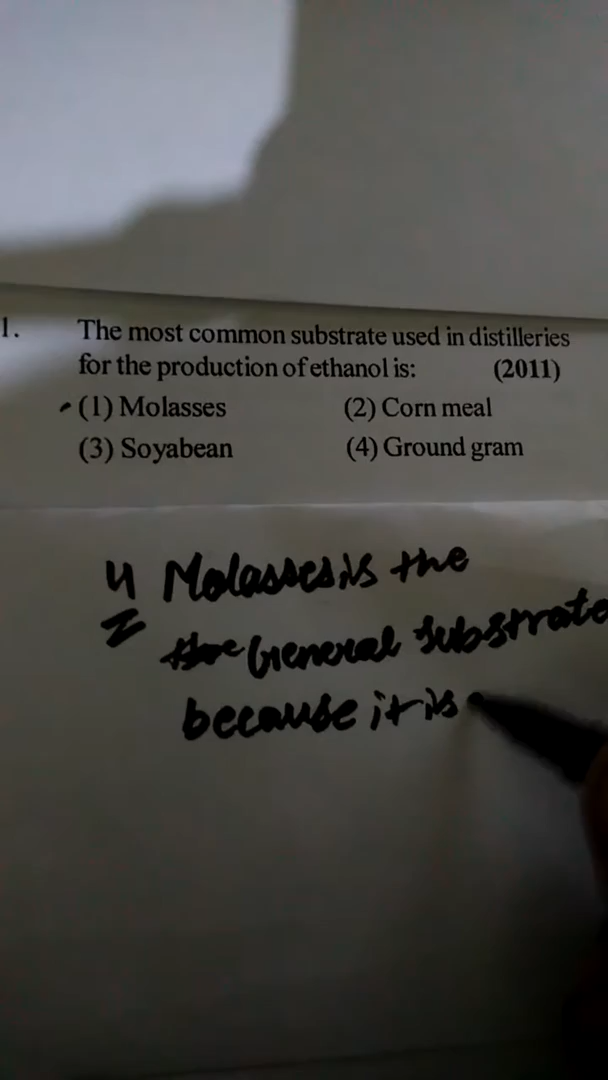 1. The most common substrate used in distilleries
for the production of ethanol is: (2011)
(1) Molasses (2) Corn meal
(3) Soyabean (4) Ground gram
Molasses is the
General Substrate
because it is